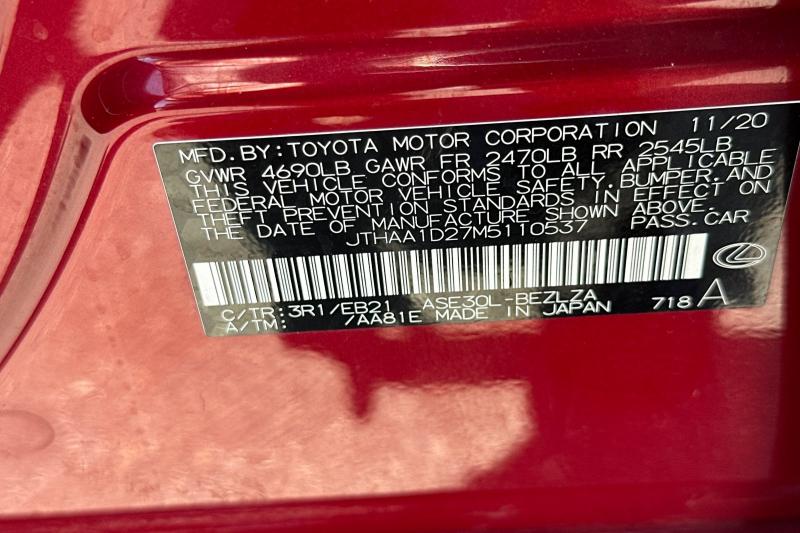 MFD.BY:TOYOTA MOTOR CORPORATION 11/20
GVWR 4690LB GAWR FR 2470LB RR 2545LB
THIS VEHICLE CONFORMS TO ALL APPLICABLE
FEDERAL MOTOR VEHICLE SAFETY,BUMPER,AND
THEFT PREVENTION STANDARDS IN EFFECT ON
THE DATE OF MANUFACTURE SHOWN ABOVE.
JTHAA1D27M5110537 PASS.CAR
C/TR:3R1/EB21 ASE30L-BEZLZA
A/TM: /AA81E MADE IN JAPAN 718 A